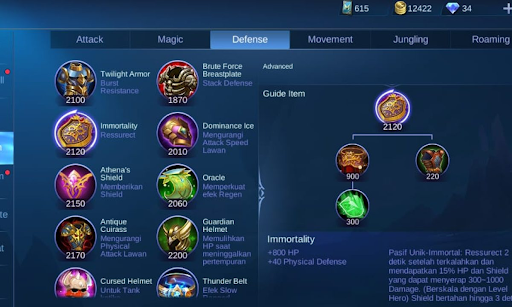 615
12422
34
Attack
Magic
Defense
Movement
Jungling
Roaming
Twilight Armor
Burst
Resistance
2100
Brute Force
Breastplate
Stack Defense
1870
Immortality
Ressurect
2120
Dominance Ice
Mengurangi
Attack Speed
Lawan
2010
Athena's
Shield
Memberikan
Shield
2150
Oracle
Memperkuat
efek Regeri
2060
Antique
Cuirass
Mengurangi
Physical
Attack Lawan
2170
Guardian
Helmet
Memulihkan
HP saat
meninggalkan
pertempuran
2200
Cursed Helmet
Untuk Tank
Thunder Belt
Efek Slow
Advanced
Guide Item
2120
900
220
300
Immortality
+800 HP
+40 Physical Defense
Pasif Unik-Immortal: Ressurect 2
detik setelah terkalahkan dan
mendapatkan 15% HP dan Shield
yang dapat menyerap 300~1000
Damage. (Berskala dengan Level
Hero) Shield bertahan hingga 3 de